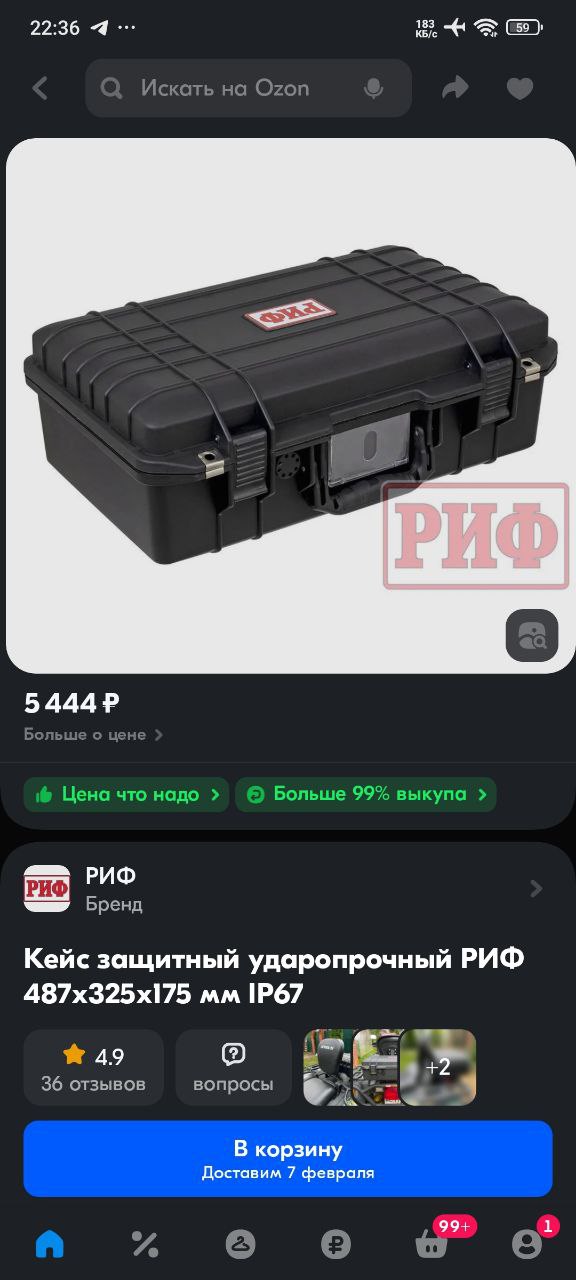 22:36
183
КБ/с
59
Искать на Ozon
РИФ
РИФ
5 444 ₽
Больше о цене
Цена что надо
Больше 99% выкупа
РИФ
РИФ
Бренд
Кейс защитный ударопрочный РИФ
487х325х175 мм IP67
4.9
36 отзывов
вопросы
+2
В корзину
Доставим 7 февраля
99+
1